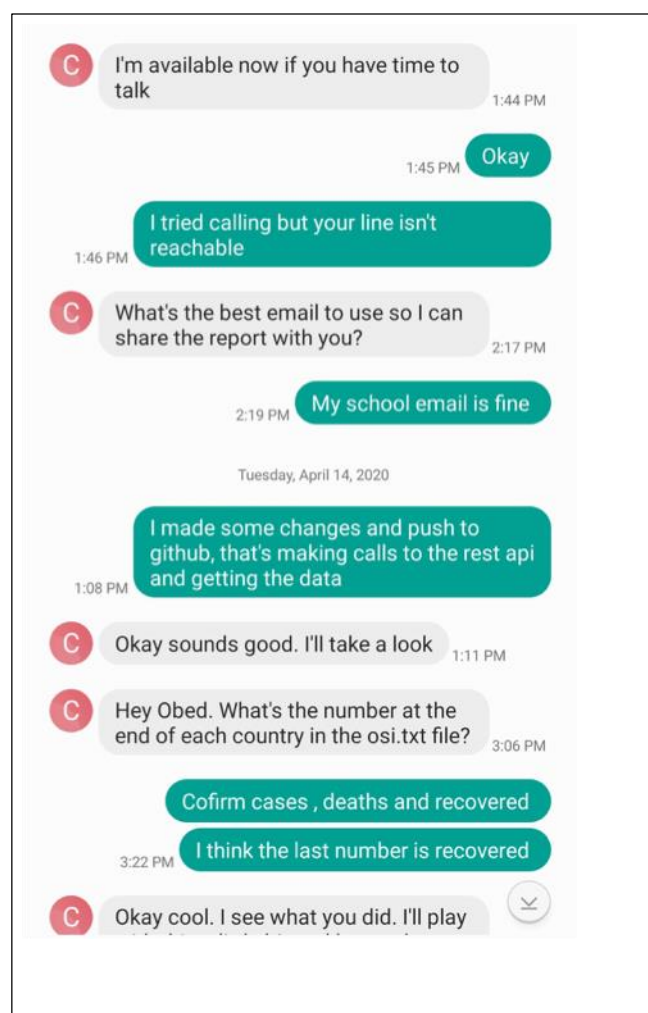 C
I'm available now if you have time to
talk
1:44 PM
Okay
1:45 PM
I tried calling but your line isn't
reachable
1:46 PM
C
What's the best email to use so I can
share the report with you?
2:17 PM
My school email is fine
2:19 PM
Tuesday, April 14, 2020
I made some changes and push to
github, that's making calls to the rest api
and getting the data
1:08 PM
C
Okay sounds good. I'll take a look
1:11 PM
C
Hey Obed. What's the number at the
end of each country in the osi.txt file?
3:06 PM
Cofirm cases , deaths and recovered
I think the last number is recovered
3:22 PM
C
Okay cool. I see what you did. I'll play